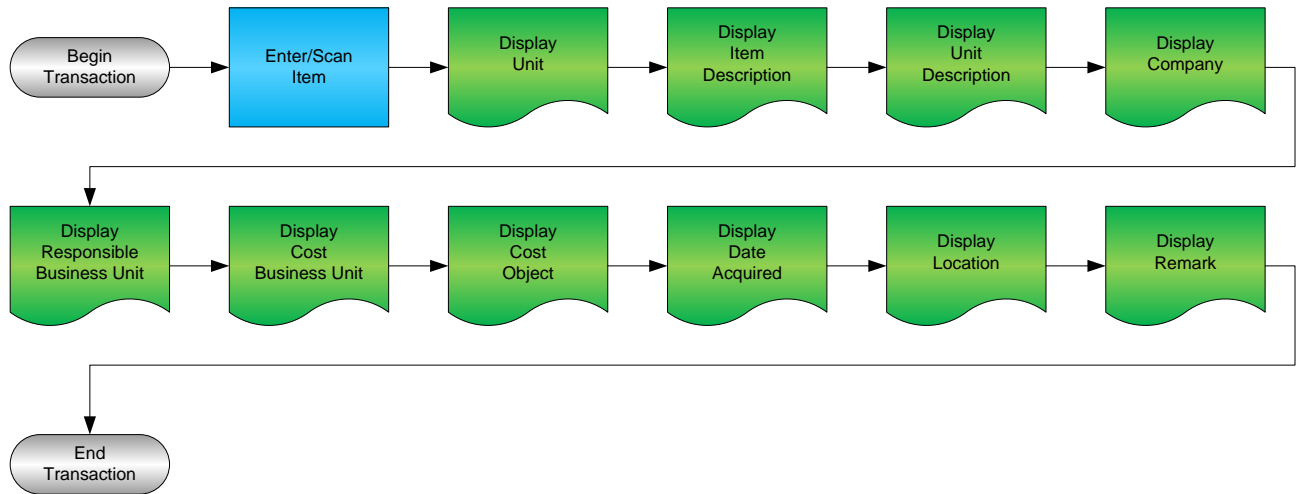 Begin
Transaction
Enter/Scan
Item
Display
Unit
Display
Item
Description
Display
Unit
Description
Display
Company
Display
Responsible
Business Unit
Display
Cost
Business Unit
Display
Cost
Object
Display
Date
Acquired
Display
Location
Display
Remark
End
Transaction